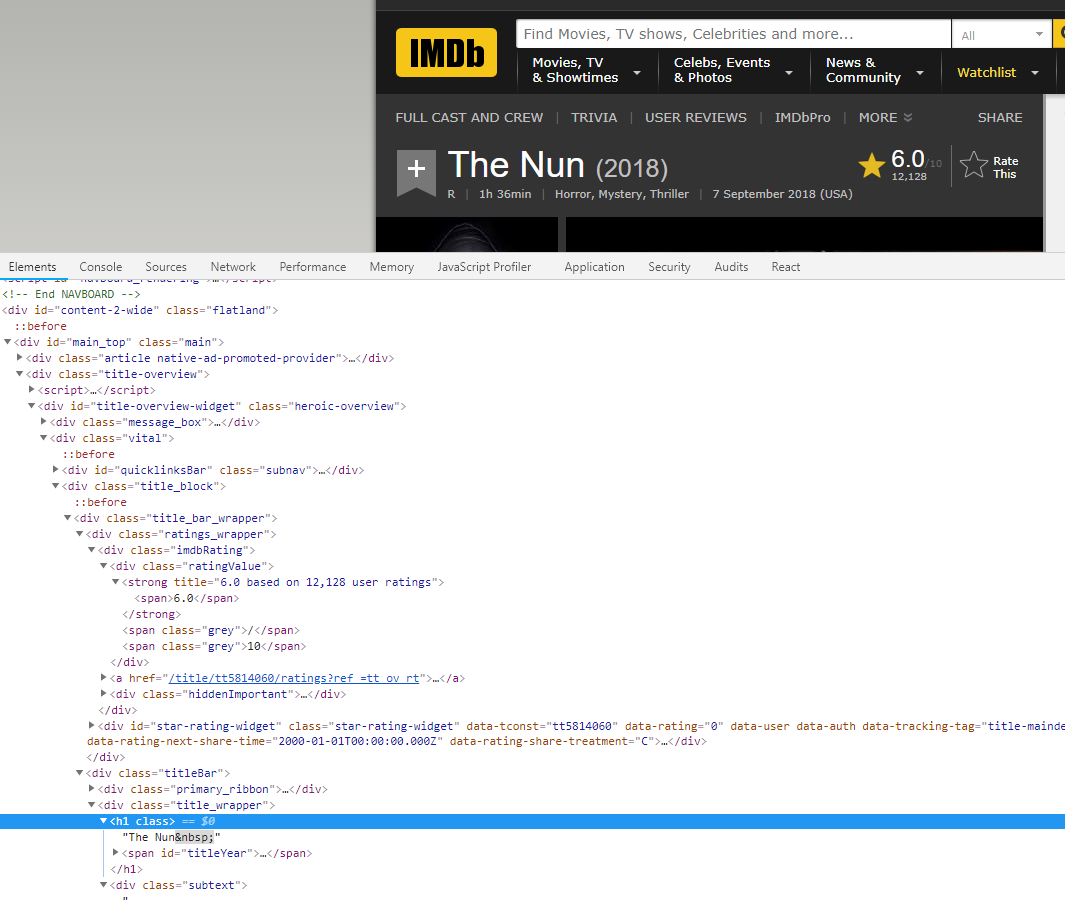 IMDb
Find Movies, TV shows, Celebrities and more...
All
Movies, TV
& Showtimes
Celebs, Events
& Photos
News &
Community
Watchlist
FULL CAST AND CREW | TRIVIA | USER REVIEWS | IMDbPro | MORE
SHARE
+
The Nun (2018)
6.0/10
12,128
Rate
This
R | 1h 36min | Horror, Mystery, Thriller | 7 September 2018 (USA)
Elements Console Sources Network Performance Memory JavaScript Profiler Application Security Audits React
<!-- End NAVBOARD -->
<div id="content-2-wide" class="flatland">
::before
<div id="main_top" class="main">
<div class="article native-ad-promoted-provider">…</div>
<div class="title-overview">
<script>…</script>
<div id="title-overview-widget" class="heroic-overview">
<div class="message_box">…</div>
<div class="vital">
::before
<div id="quicklinksBar" class="subnav">…</div>
<div class="title_block">
::before
<div class="title_bar_wrapper">
<div class="ratings_wrapper">
<div class="imdbRating">
<div class="ratingValue">
<strong title="6.0 based on 12,128 user ratings">
<span>6.0</span>
</strong>
<span class="grey">/</span>
<span class="grey">10</span>
</div>
<a href="/title/tt5814060/ratings?ref_=tt_ov_rt">…</a>
<div class="hiddenImportant">…</div>
</div>
<div id="star-rating-widget" class="star-rating-widget" data-tconst="tt5814060" data-rating="0" data-user data-auth data-tracking-tag="title-mainde
data-rating-next-share-time="2000-01-01T00:00:00.000Z" data-rating-share-treatment="C">…</div>
</div>
<div class="titleBar">
<div class="primary_ribbon">…</div>
<div class="title_wrapper">
<h1 class> == $0
"The Nun&nbsp;"
<span id="titleYear">…</span>
</h1>
<div class="subtext">
"